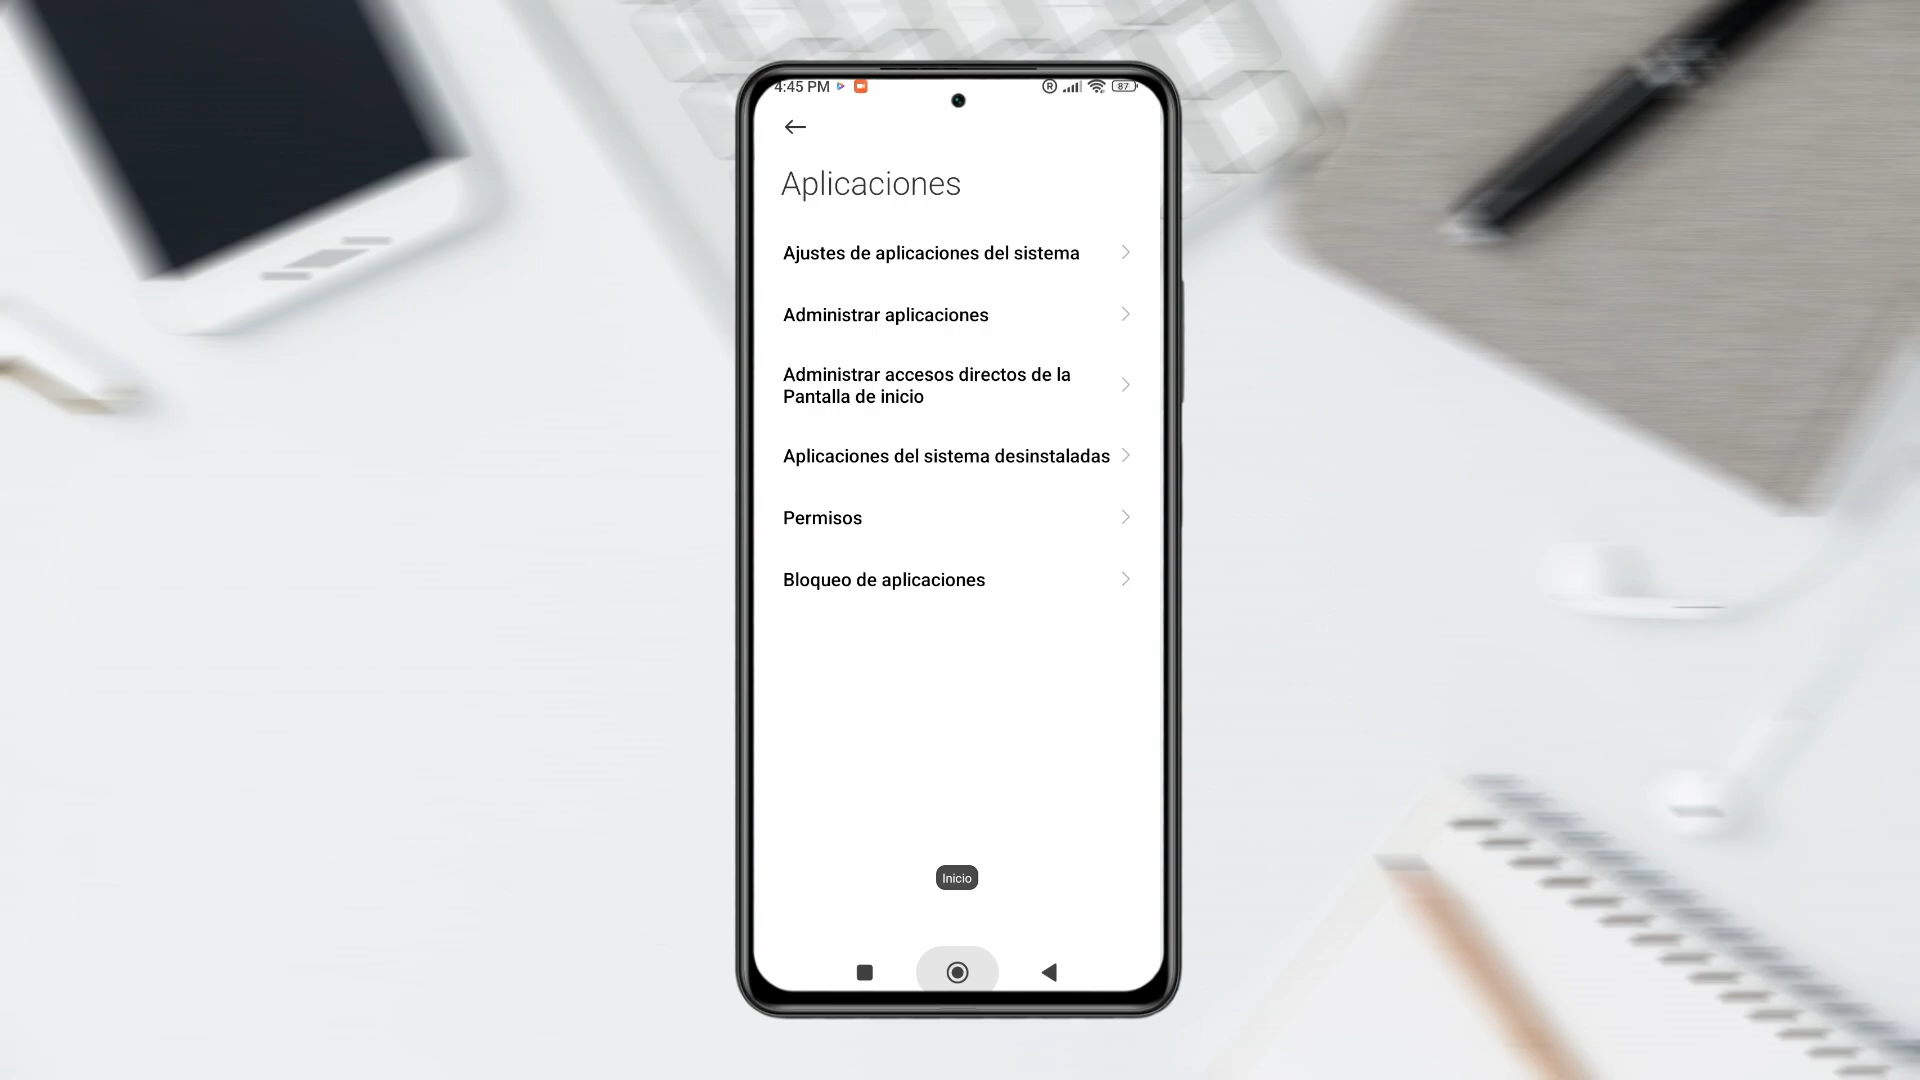 4:45 PM
R
87
Aplicaciones
Ajustes de aplicaciones del sistema
Administrar aplicaciones
Administrar accesos directos de la
Pantalla de inicio
Aplicaciones del sistema desinstaladas
Permisos
Bloqueo de aplicaciones
Inicio